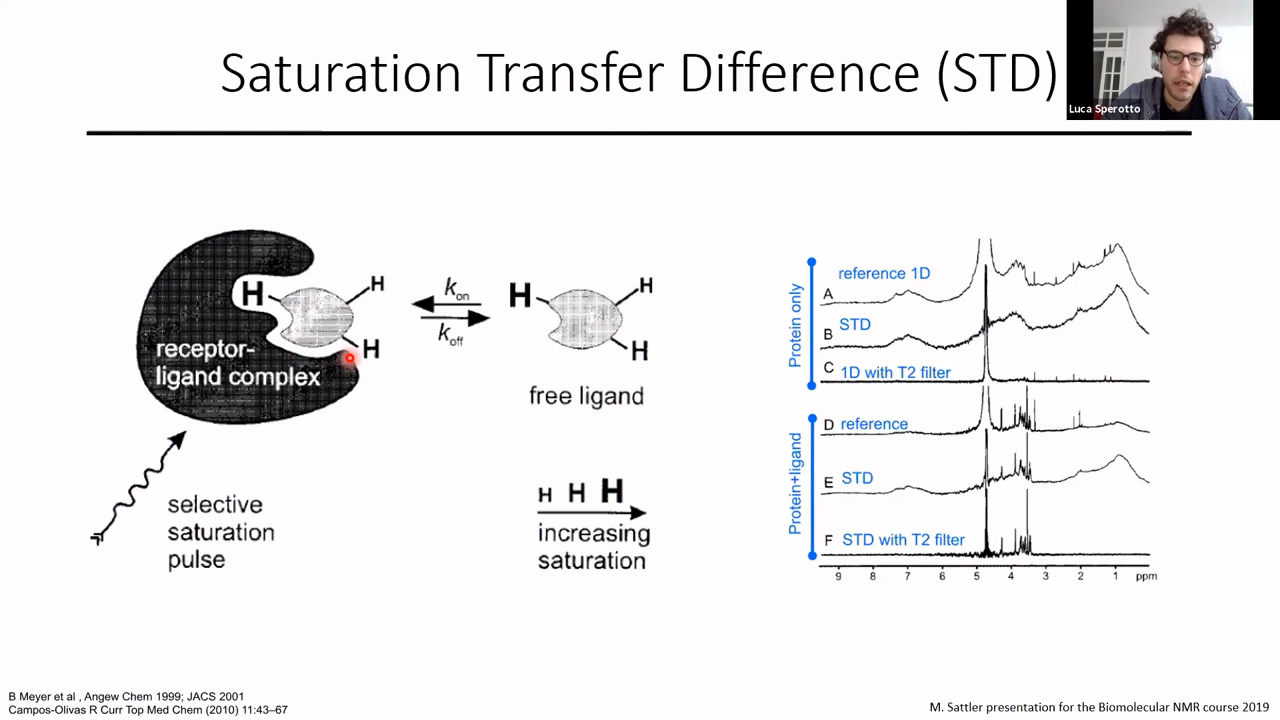 Saturation Transfer Difference (STD)
Luca Sperotto
H
H
H
receptor-
ligand complex
kon
koff
H
H
H
free ligand
selective
saturation
pulse
H H H
increasing
saturation
Protein only
reference 1D
A
STD
B
C 1D with T2 filter
Protein+ligand
D reference
E STD
F STD with T2 filter
9 8 7 6 5 4 3 2 1 ppm
B Meyer et al , Angew Chem 1999; JACS 2001
Campos-Olivas R Curr Top Med Chem (2010) 11:43–67
M. Sattler presentation for the Biomolecular NMR course 2019